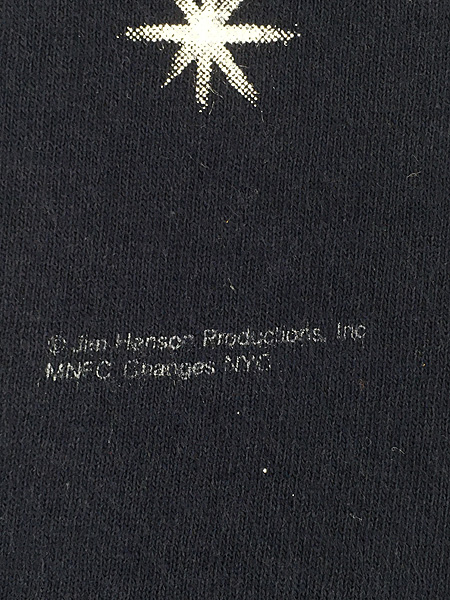 © Jim Henson Productions, Inc
MNFC Changes NYC